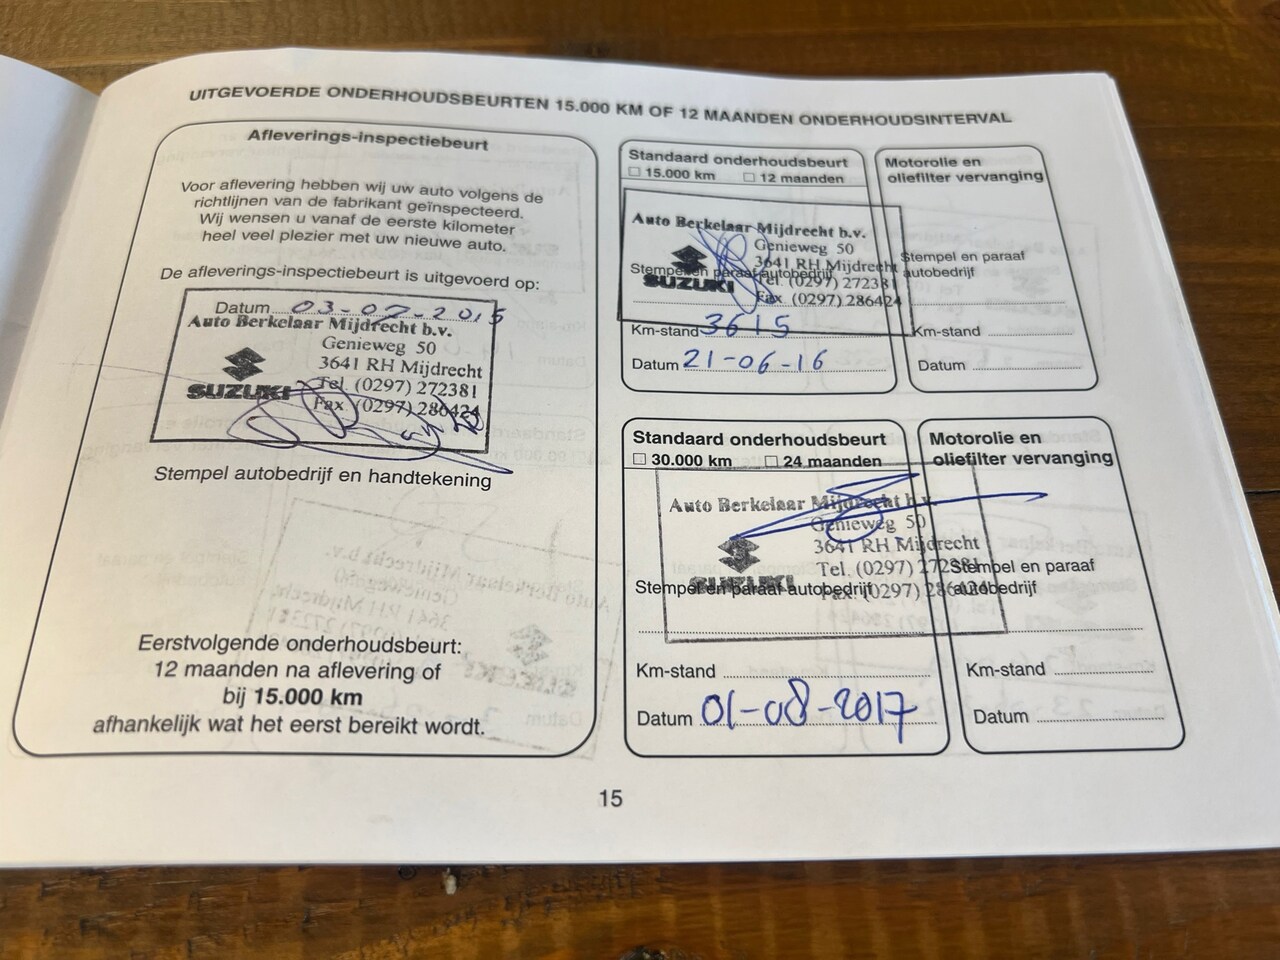 UITGEVOERDE ONDERHOUDSBEURTEN 15.000 KM OF 12 MAANDEN ONDERHOUDSINTERVAL
Afleverings-inspectiebeurt
Voor aflevering hebben wij uw auto volgens de
richtlijnen van de fabrikant geïnspecteerd.
Wij wensen u vanaf de eerste kilometer
heel veel plezier met uw nieuwe auto.
De afleverings-inspectiebeurt is uitgevoerd op:
Datum 03-07-2015
Auto Berkelaar Mijdrecht b.v.
Genieweg 50
3641 RH Mijdrecht
SUZUKI
Tel. (0297) 272381
Fax (0297) 286424
Stempel autobedrijf en handtekening
Eerstvolgende onderhoudsbeurt:
12 maanden na aflevering of
bij 15.000 km
afhankelijk wat het eerst bereikt wordt.
Standaard onderhoudsbeurt
15.000 km 12 maanden
Auto Berkelaar Mijdrecht b.v.
Genieweg 50
3641 RH Mijdrecht
Stempel en paraaf autobedrijf
SUZUKI
Tel. (0297) 272381
Fax. (0297) 286424
Km-stand 3615
Datum 21-06-16
Motorolie en
oliefilter vervanging
Stempel en paraaf
autobedrijf
Km-stand
Datum
Standaard onderhoudsbeurt
30.000 km 24 maanden
Auto Berkelaar Mijdrecht b.v.
Genieweg 50
3641 RH Mijdrecht
SUZUKI
Tel. (0297) 272381
Fax. (0297) 286424
Stempel en paraaf autobedrijf
Km-stand
Datum 01-08-2017
Motorolie en
oliefilter vervanging
Stempel en paraaf
autobedrijf
Km-stand
Datum
15